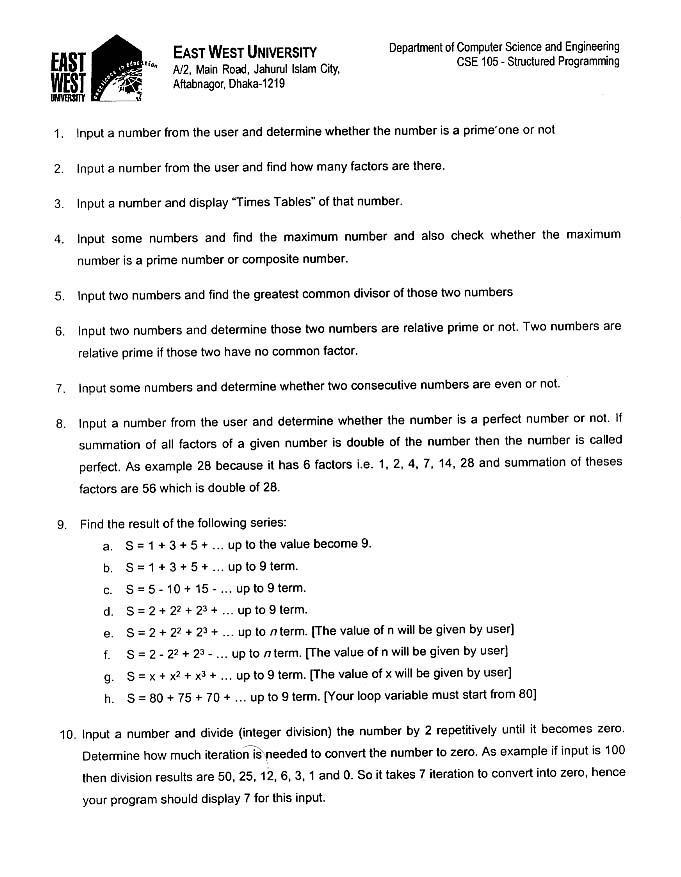 EAST
WEST
UNIVERSITY
EAST WEST UNIVERSITY
A/2, Main Road, Jahurul Islam City,
Aftabnagor, Dhaka-1219
Department of Computer Science and Engineering
CSE 105 - Structured Programming
1. Input a number from the user and determine whether the number is a prime one or not
2. Input a number from the user and find how many factors are there.
3. Input a number and display “Times Tables” of that number.
4. Input some numbers and find the maximum number and also check whether the maximum
number is a prime number or composite number.
5. Input two numbers and find the greatest common divisor of those two numbers
6. Input two numbers and determine those two numbers are relative prime or not. Two numbers are
relative prime if those two have no common factor.
7. Input some numbers and determine whether two consecutive numbers are even or not.
8. Input a number from the user and determine whether the number is a perfect number or not. If
summation of all factors of a given number is double of the number then the number is called
perfect. As example 28 because it has 6 factors i.e. 1, 2, 4, 7, 14, 28 and summation of theses
factors are 56 which is double of 28.
9. Find the result of the following series:
a. S = 1 + 3 + 5 + ... up to the value become 9.
b. S = 1 + 3 + 5 + ... up to 9 term.
c. S = 5 - 10 + 15 - ... up to 9 term.
d. S = 2 + 2² + 2³ + ... up to 9 term.
e. S = 2 + 2² + 2³ + ... up to n term. [The value of n will be given by user]
f. S = 2 - 2² + 2³ - ... up to n term. [The value of n will be given by user]
g. S = x + x² + x³ + ... up to 9 term. [The value of x will be given by user]
h. S = 80 + 75 + 70 + ... up to 9 term. [Your loop variable must start from 80]
10. Input a number and divide (integer division) the number by 2 repetitively until it becomes zero.
Determine how much iteration is needed to convert the number to zero. As example if input is 100
then division results are 50, 25, 12, 6, 3, 1 and 0. So it takes 7 iteration to convert into zero, hence
your program should display 7 for this input.